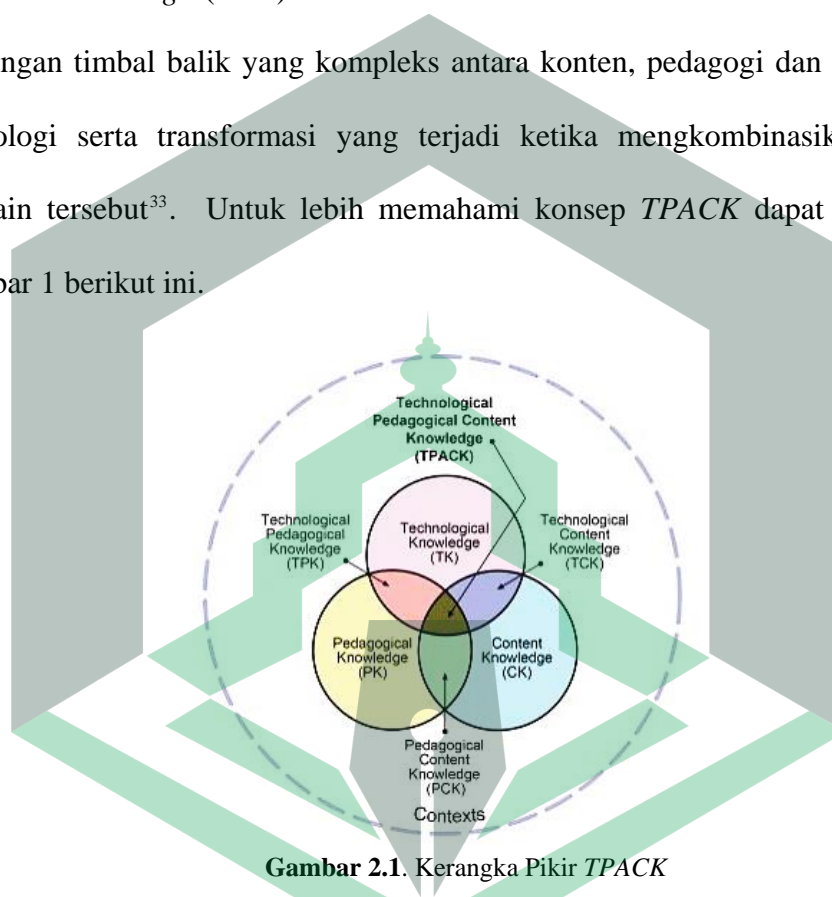 ngan timbal balik yang kompleks antara konten, pedagogi dan
ologi serta transformasi yang terjadi ketika mengkombinasik
ain tersebut³³. Untuk lebih memahami konsep TPACK dapat
bar 1 berikut ini.
Technological
Pedagogical Content
Knowledge
(TPACK)
Technological
Pedagogical
Knowledge
(TPK)
Technological
Knowledge
(TK)
Technological
Content
Knowledge
(TCK)
Pedagogical
Knowledge
(PK)
Content
Knowledge
(CK)
Pedagogical
Content
Knowledge
(PCK)
Contexts
Gambar 2.1. Kerangka Pikir TPACK